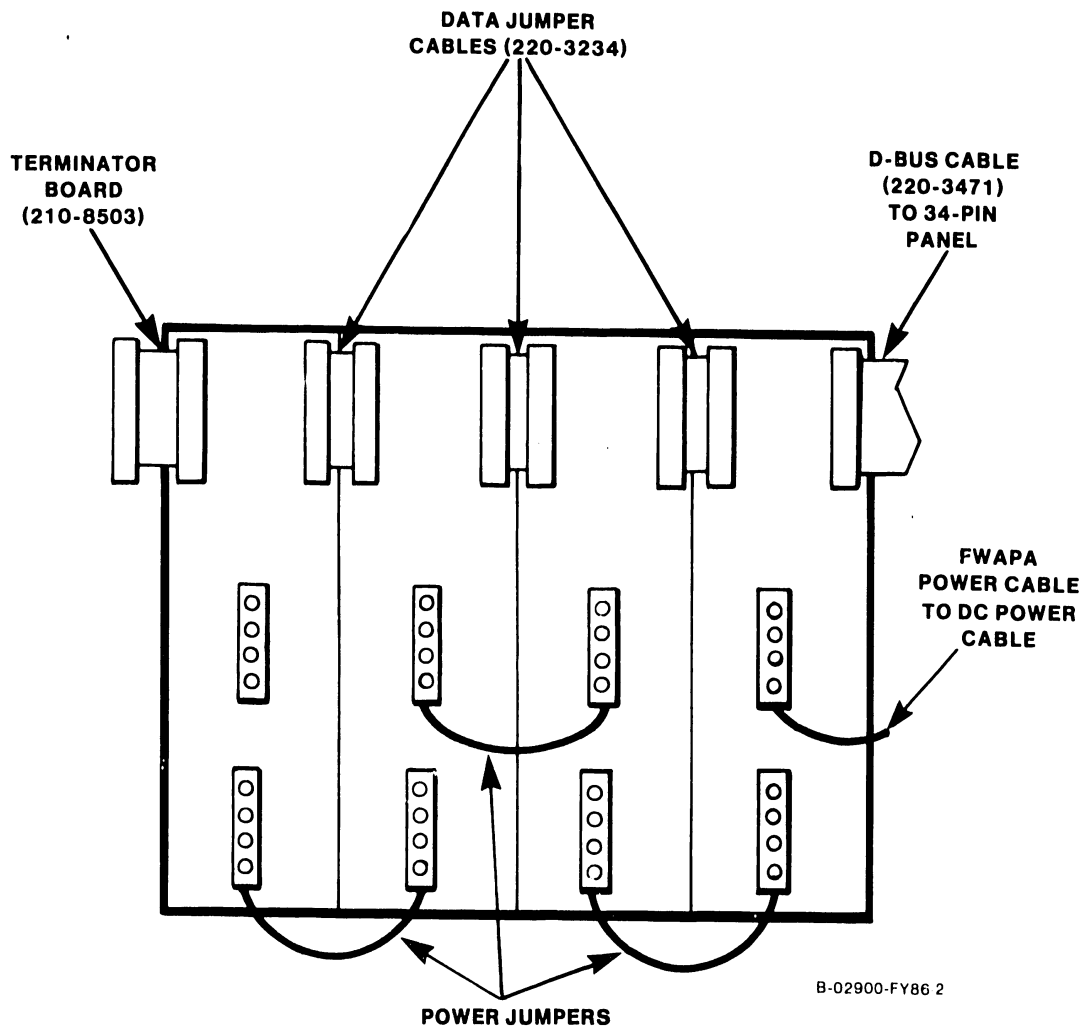 DATA JUMPER
CABLES (220-3234)
TERMINATOR
BOARD
(210-8503)
D-BUS CABLE
(220-3471)
TO 34-PIN
PANEL
FWAPA
POWER CABLE
TO DC POWER
CABLE
POWER JUMPERS
B-02900-FY86 2